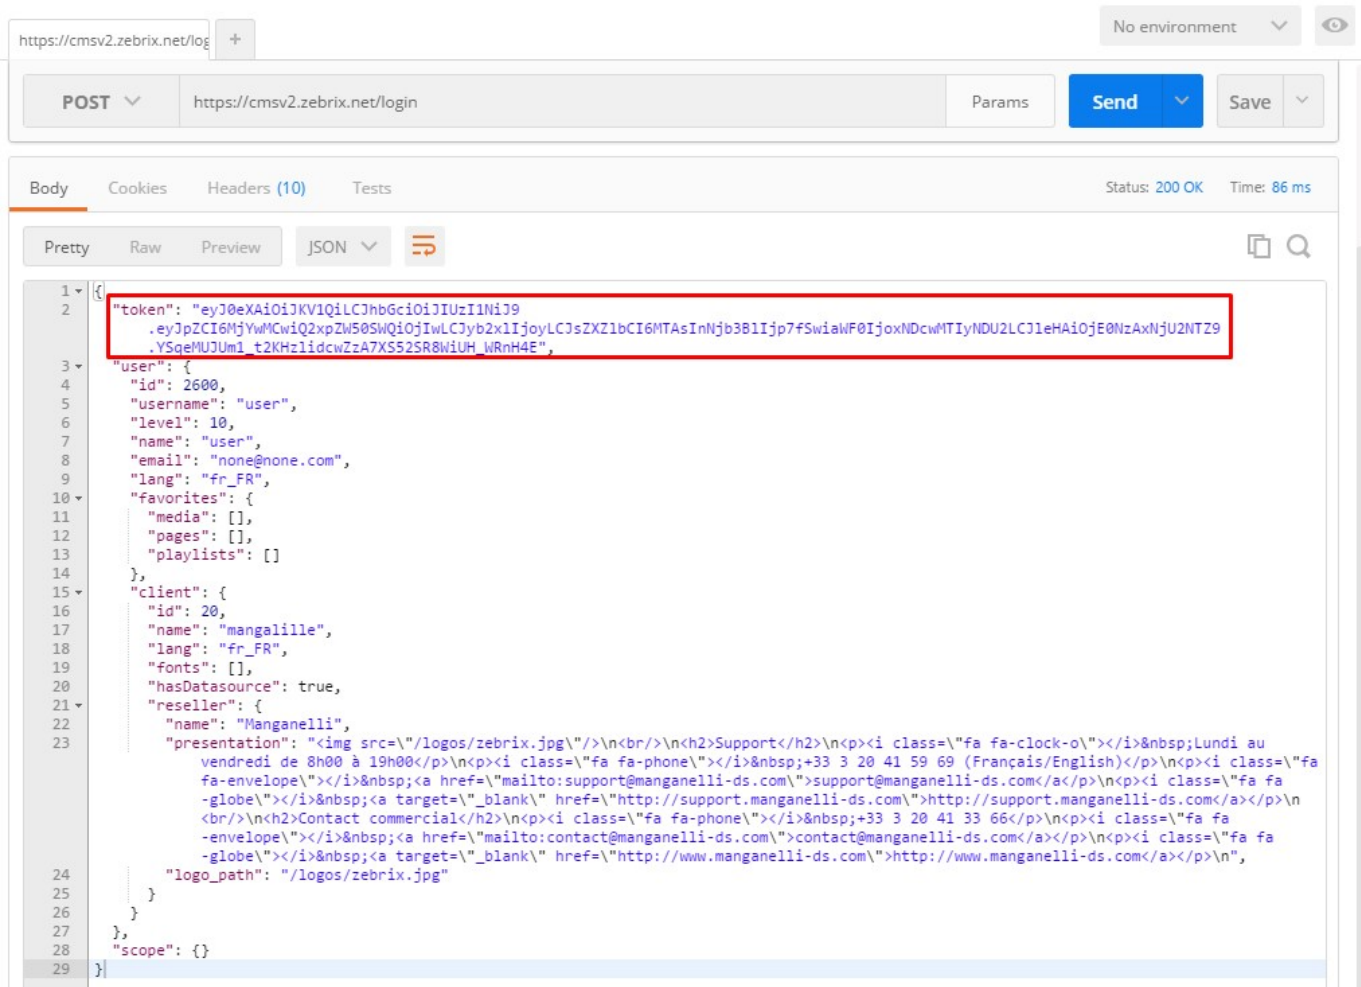 https://cmsv2.zebrix.net/log
+
No environment
POST
https://cmsv2.zebrix.net/login
Params
Send
Save
Body
Cookies
Headers (10)
Tests
Status: 200 OK
Time: 86 ms
Pretty
Raw
Preview
JSON
1 {
2 "token": "eyJ0eXAiOiJKV1QiLCJhbGciOiJIUzI1NiJ9
.eyJpZCI6MjYwMCwiQ2xpZW50SWQiOjIwLCJyb2xlIjoyLCJsZXZlbCI6MTAsInNjb3BlIjp7fSwiaWF0IjoxNDcwMTIyNDU2LCJleHAiOjE0NzAxNjU2NTZ9
.YSqeMUJUm1_t2KHzlidcwZzA7XS52SR8WiUH_WRnH4E",
3 "user": {
4 "id": 2600,
5 "username": "user",
6 "level": 10,
7 "name": "user",
8 "email": "none@none.com",
9 "lang": "fr_FR",
10 "favorites": {
11 "media": [],
12 "pages": [],
13 "playlists": []
14 },
15 "client": {
16 "id": 20,
17 "name": "mangalille",
18 "lang": "fr_FR",
19 "fonts": [],
20 "hasDatasource": true,
21 "reseller": {
22 "name": "Manganelli",
23 "presentation": "<img src=\"/logos/zebrix.jpg\"/>\n<br/>\n<h2>Support</h2>\n<p><i class=\"fa fa-clock-o\"></i>&nbsp;Lundi au
vendredi de 8h00 à 19h00</p>\n<p><i class=\"fa fa-phone\"></i>&nbsp;+33 3 20 41 59 69 (Français/English)</p>\n<p><i class=\"fa
fa-envelope\"></i>&nbsp;<a href=\"mailto:support@manganelli-ds.com\">support@manganelli-ds.com</a</p>\n<p><i class=\"fa fa
-globe\"></i>&nbsp;<a target=\"_blank\" href=\"http://support.manganelli-ds.com\">http://support.manganelli-ds.com</a></p>\n
<br/>\n<h2>Contact commercial</h2>\n<p><i class=\"fa fa-phone\"></i>&nbsp;+33 3 20 41 33 66</p>\n<p><i class=\"fa fa
-envelope\"></i>&nbsp;<a href=\"mailto:contact@manganelli-ds.com\">contact@manganelli-ds.com</a></p>\n<p><i class=\"fa fa
-globe\"></i>&nbsp;<a target=\"_blank\" href=\"http://www.manganelli-ds.com\">http://www.manganelli-ds.com</a></p>\n",
24 "logo_path": "/logos/zebrix.jpg"
25 }
26 }
27 },
28 "scope": {}
29 }